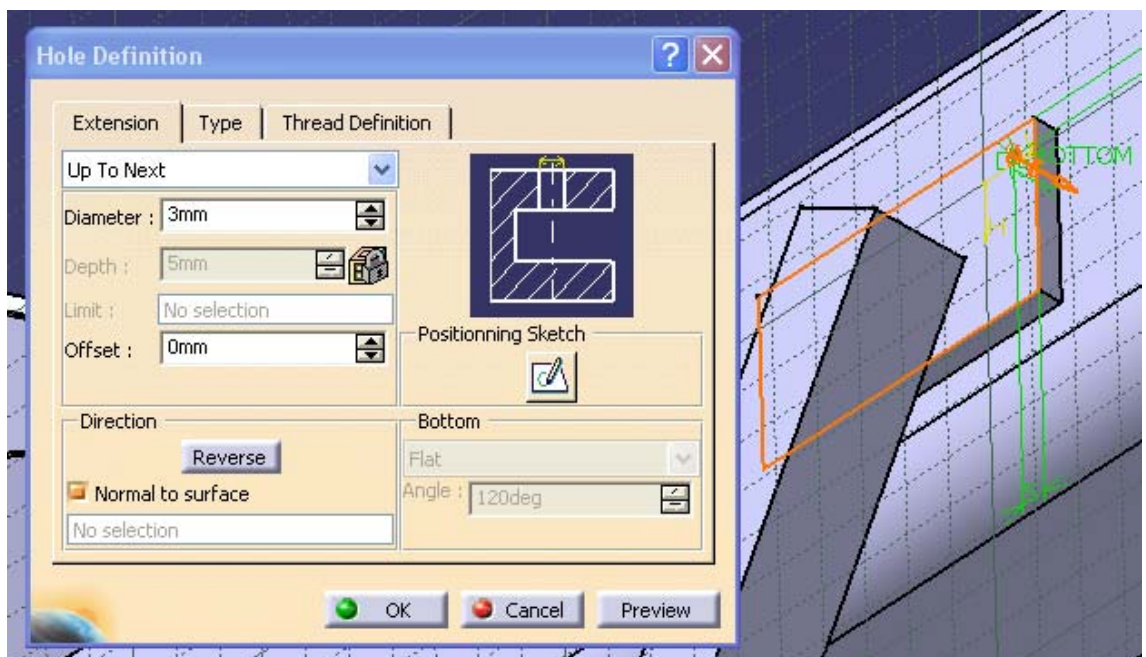 Hole Definition
Extension
Type
Thread Definition
Up To Next
Diameter :
3mm
Depth :
5mm
Limit :
No selection
Offset :
0mm
Positionning Sketch
Direction
Reverse
Normal to surface
No selection
Bottom
Flat
Angle :
120deg
OK
Cancel
Preview
BOTTOM
H